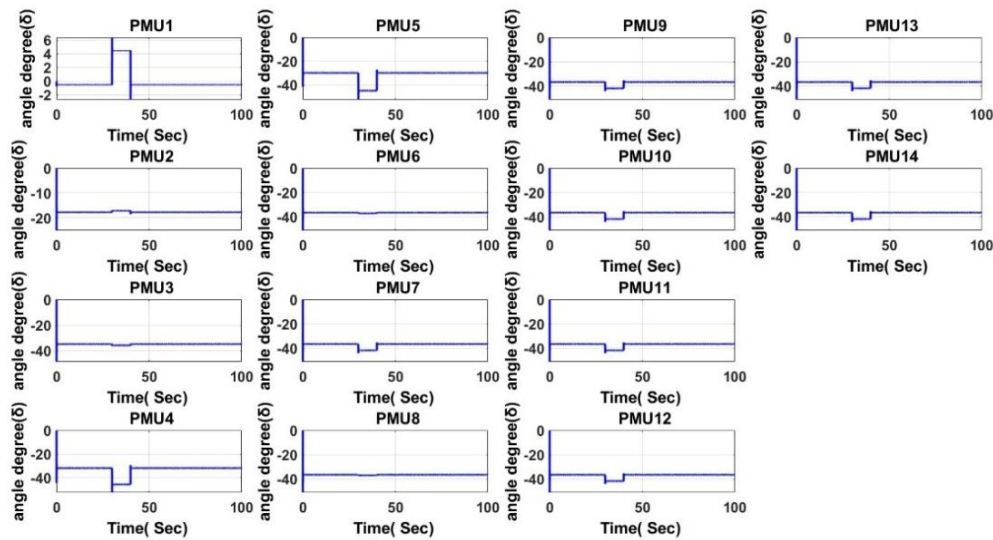 PMU1
angle degree(δ)
6
4
2
0
-2
0
50
100
Time( Sec)
PMU5
angle degree(δ)
0
-20
-40
0
50
100
Time( Sec)
PMU9
angle degree(δ)
0
-20
-40
0
50
100
Time( Sec)
PMU13
angle degree(δ)
0
-20
-40
0
50
100
Time( Sec)
PMU2
angle degree(δ)
0
-10
-20
0
50
100
Time( Sec)
PMU6
angle degree(δ)
0
-20
-40
0
50
100
Time( Sec)
PMU10
angle degree(δ)
0
-20
-40
0
50
100
Time( Sec)
PMU14
angle degree(δ)
0
-20
-40
0
50
100
Time( Sec)
PMU3
angle degree(δ)
0
-20
-40
0
50
100
Time( Sec)
PMU7
angle degree(δ)
0
-20
-40
0
50
100
Time( Sec)
PMU11
angle degree(δ)
0
-20
-40
0
50
100
Time( Sec)
PMU4
angle degree(δ)
0
-20
-40
0
50
100
Time( Sec)
PMU8
angle degree(δ)
0
-20
-40
0
50
100
Time( Sec)
PMU12
angle degree(δ)
0
-20
-40
0
50
100
Time( Sec)